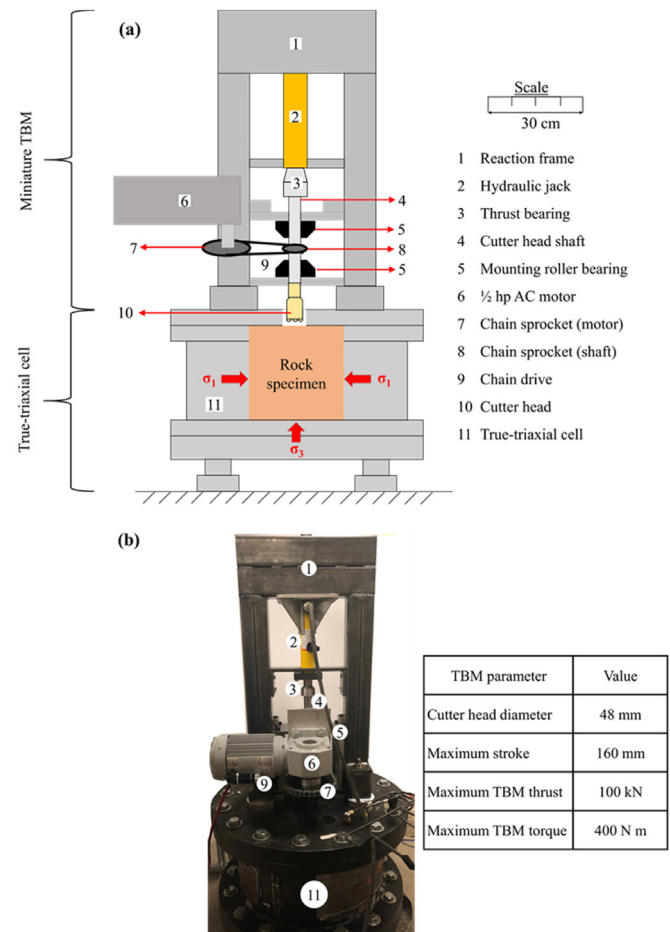 (a)
Miniature TBM
True-triaxial cell
1
2
3
4
5
6
7
8
9
5
10
Rock
specimen
σ1
σ1
11
σ3
Scale
30 cm
1 Reaction frame
2 Hydraulic jack
3 Thrust bearing
4 Cutter head shaft
5 Mounting roller bearing
6 ½ hp AC motor
7 Chain sprocket (motor)
8 Chain sprocket (shaft)
9 Chain drive
10 Cutter head
11 True-triaxial cell
(b)
1
2
3
4
5
6
9
7
11
TBM parameter Value
Cutter head diameter 48 mm
Maximum stroke 160 mm
Maximum TBM thrust 100 kN
Maximum TBM torque 400 N m